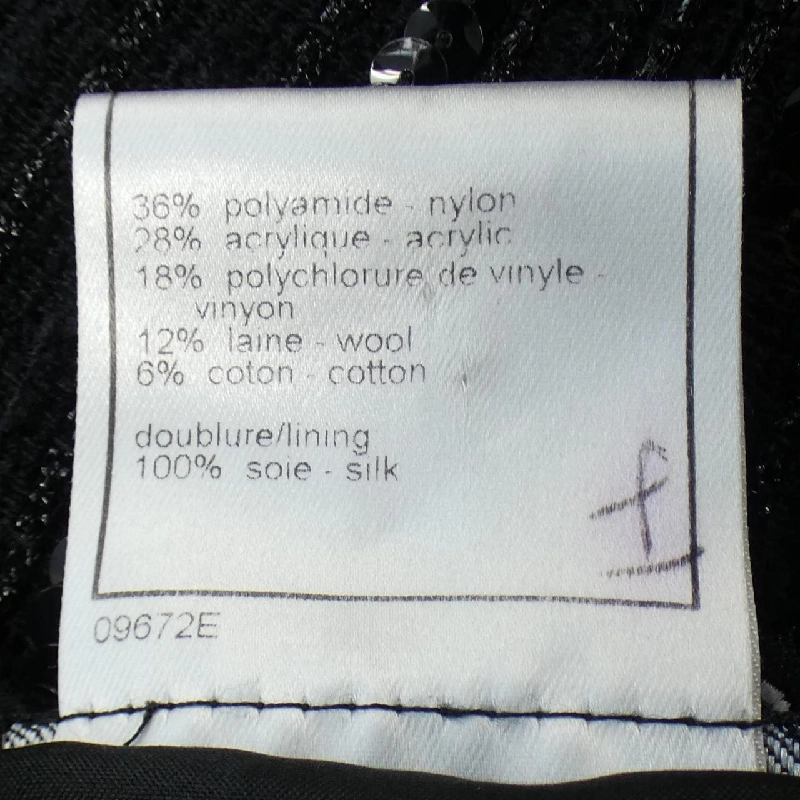 36% polyamide - nylon
28% acrylique - acrylic
18% polychlorure de vinyle -
vinyon
12% laine - wool
6% coton - cotton
doublure/lining
100% soie - silk
f
09672E